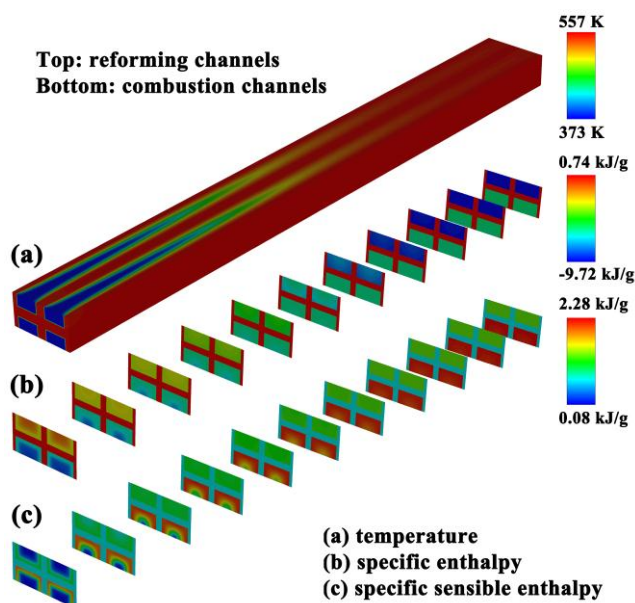 Top: reforming channels
Bottom: combustion channels
557 K
373 K
0.74 kJ/g
-9.72 kJ/g
2.28 kJ/g
0.08 kJ/g
(a)
(b)
(c)
(a) temperature
(b) specific enthalpy
(c) specific sensible enthalpy